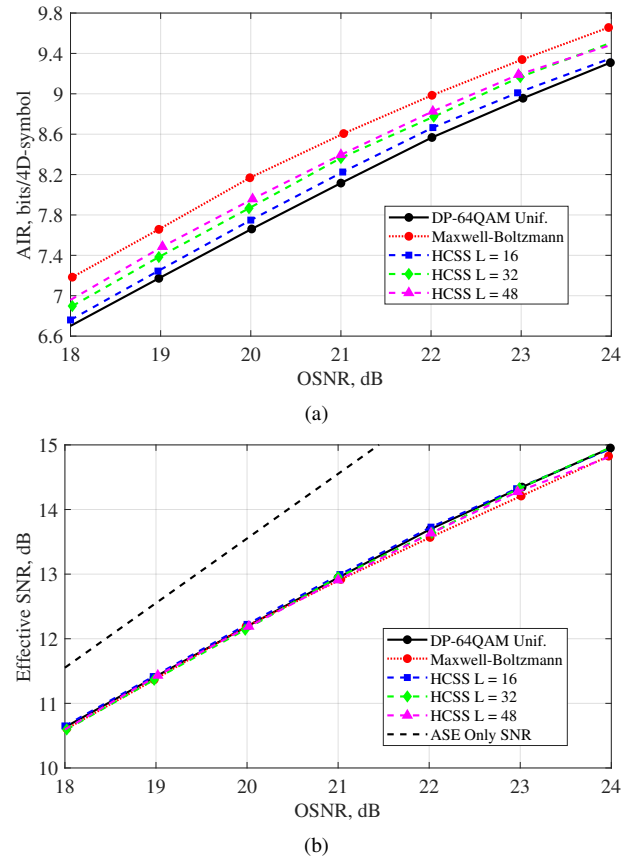 9.8
9.4
9
8.6
8.2
7.8
7.4
7
6.6
AIR, bits/4D-symbol
DP-64QAM Unif.
Maxwell-Boltzmann
HCSS L = 16
HCSS L = 32
HCSS L = 48
18 19 20 21 22 23 24
OSNR, dB
(a)
15
14
13
12
11
10
Effective SNR, dB
DP-64QAM Unif.
Maxwell-Boltzmann
HCSS L = 16
HCSS L = 32
HCSS L = 48
ASE Only SNR
18 19 20 21 22 23 24
OSNR, dB
(b)